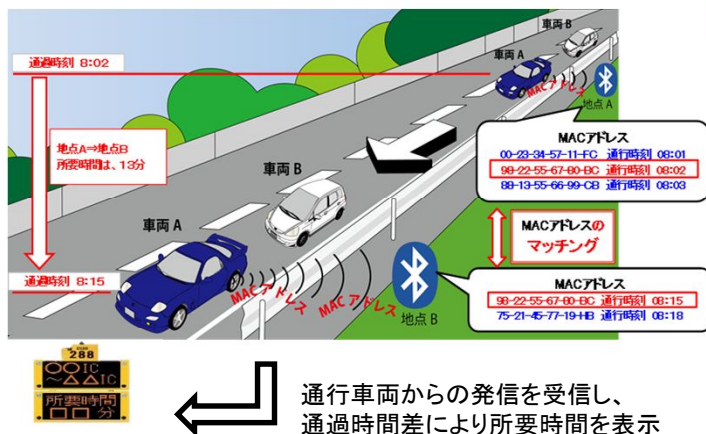 通過時刻 8:02
地点A⇒地点B
所要時間は、13分
通過時刻 8:15
車両 B
車両 A
MACアドレス
地点 A
MACアドレス
00-23-34-57-11-FC 通行時刻 08:01
98-22-55-67-80-BC 通行時刻 08:02
88-13-55-66-99-CB 通行時刻 08:03
MACアドレスの
マッチング
車両 B
車両 A
MACアドレス
MACアドレス
地点 B
MACアドレス
98-22-55-67-80-BC 通行時刻 08:15
75-21-45-77-19-HB 通行時刻 08:18
288
○○IC
～△△IC
所要時間
□□分
通行車両からの発信を受信し、
通過時間差により所要時間を表示